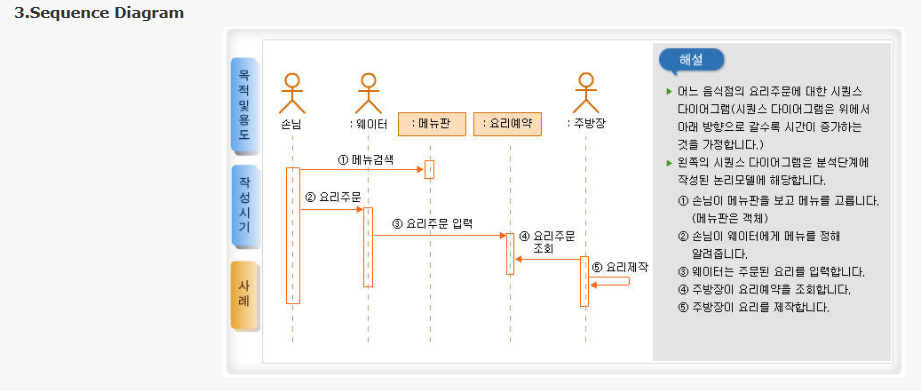 3.Sequence Diagram
목적및용도
작성시기
사례
손님
: 웨이터
: 메뉴판
: 요리예약
: 주방장
① 메뉴검색
② 요리주문
③ 요리주문 입력
④ 요리주문
조회
⑤ 요리제작
해설
어느 음식점의 요리주문에 대한 시퀀스
다이어그램(시퀀스 다이어그램은 위에서
아래 방향으로 갈수록 시간이 증가하는
것을 가정합니다.)
왼쪽의 시퀀스 다이어그램은 분석단계에
작성된 논리모델에 해당합니다.
① 손님이 메뉴판을 보고 메뉴를 고릅니다.
(메뉴판은 객체)
② 손님이 웨이터에게 메뉴를 정해
알려줍니다.
③ 웨이터는 주문된 요리를 입력합니다.
④ 주방장이 요리예약을 조회합니다.
⑤ 주방장이 요리를 제작합니다.